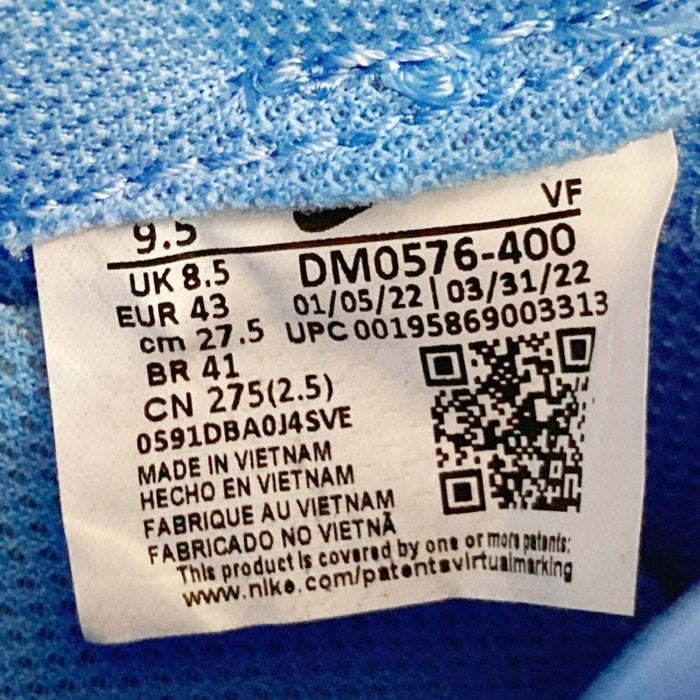 VF
9.5
UK 8.5
EUR 43
cm 27.5
BR 41
CN 275(2.5)
DM0576-400
01/05/22 | 03/31/22
UPC 00195869003313
0591DBA0J4SVE
MADE IN VIETNAM
HECHO EN VIETNAM
FABRIQUE AU VIETNAM
FABRICADO NO VIETNÃ
This product is covered by one or more patents:
www.nike.com/patentsvirtualmarking